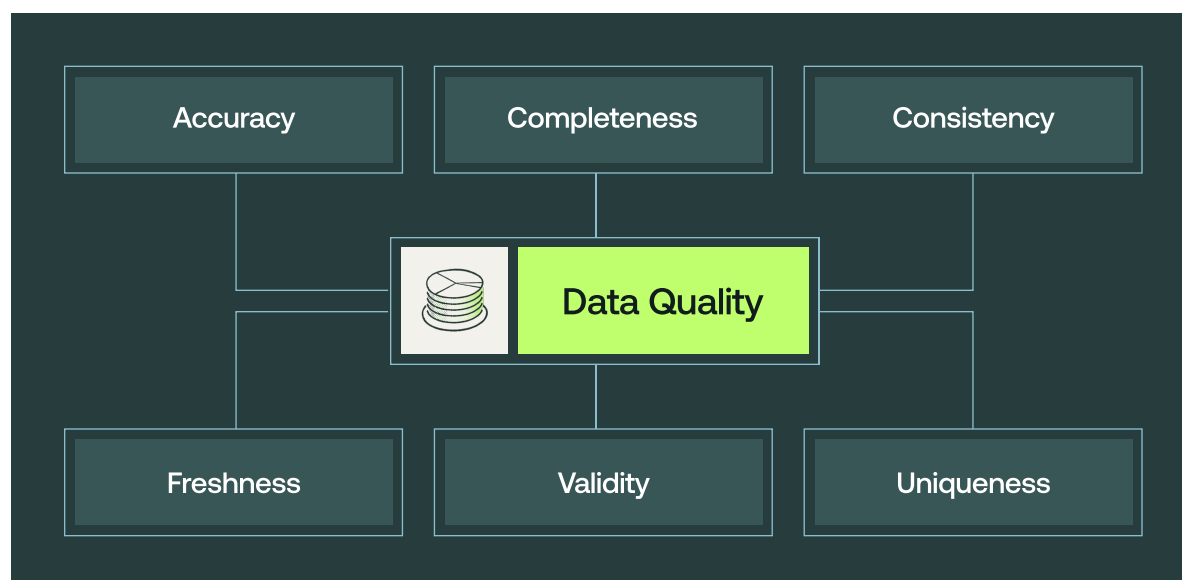 Accuracy
Completeness
Consistency
Data Quality
Freshness
Validity
Uniqueness